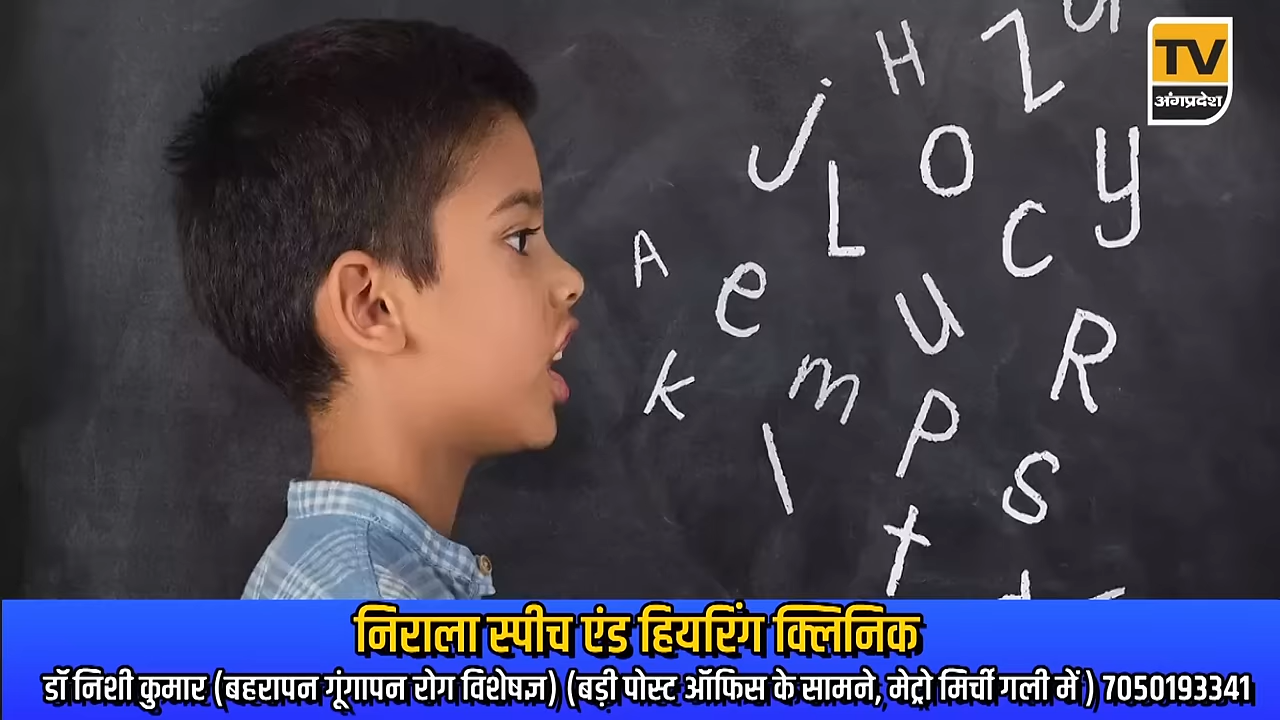 H Z
TV
अंगप्रदेश
J O y
L C
A e
U R
K m
P
l S
t
निराला स्पीच एंड हियरिंग क्लिनिक
डॉ निशी कुमार (बहरापन गूंगापन रोग विशेषज्ञ) (बड़ी पोस्ट ऑफिस के सामने, मेट्रो मिर्ची गली में ) 7050193341